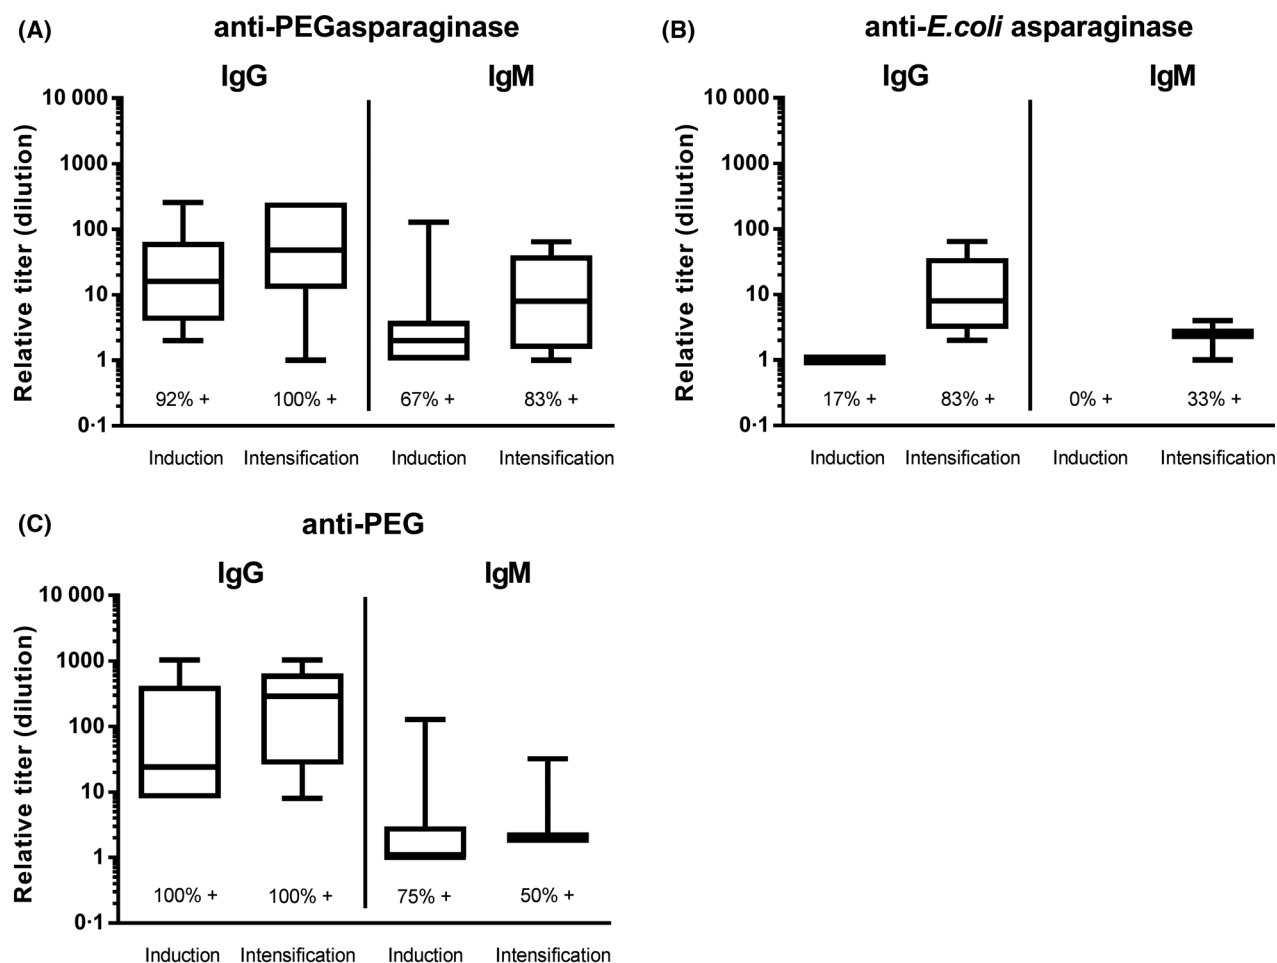 (A)
anti-PEGasparaginase
IgG IgM
Relative titer (dilution)
10 000
1000
100
10
1
0·1
92% + 100% + 67% + 83% +
Induction Intensification Induction Intensification
(B)
anti-E.coli asparaginase
IgG IgM
Relative titer (dilution)
10 000
1000
100
10
1
0·1
17% + 83% + 0% + 33% +
Induction Intensification Induction Intensification
(C)
anti-PEG
IgG IgM
Relative titer (dilution)
10 000
1000
100
10
1
0·1
100% + 100% + 75% + 50% +
Induction Intensification Induction Intensification